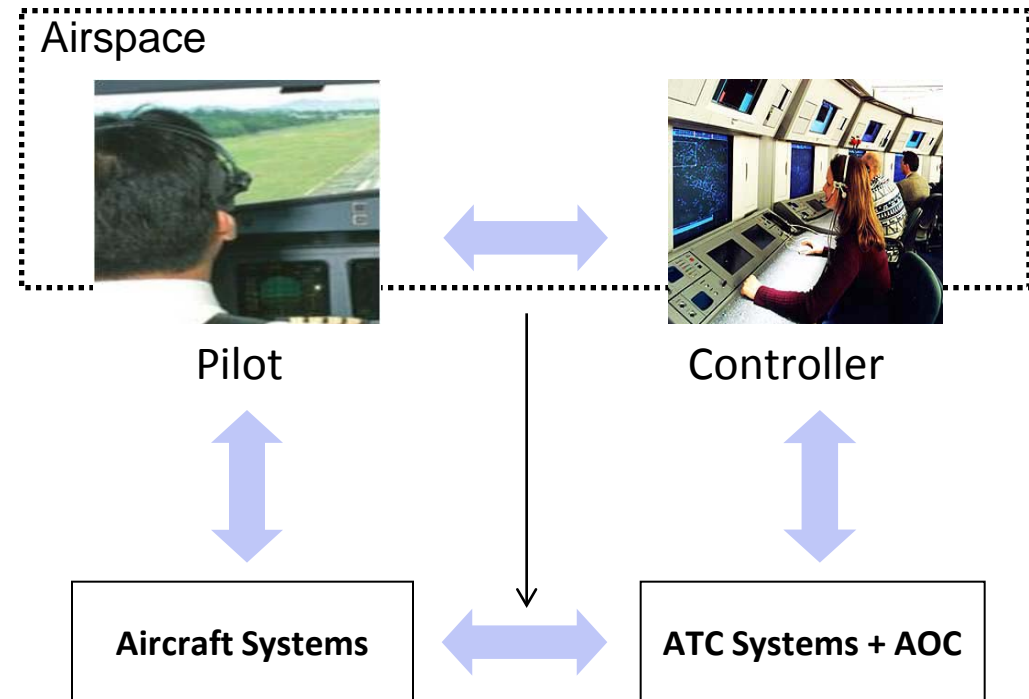 Airspace
Pilot
Controller
Aircraft Systems
ATC Systems + AOC